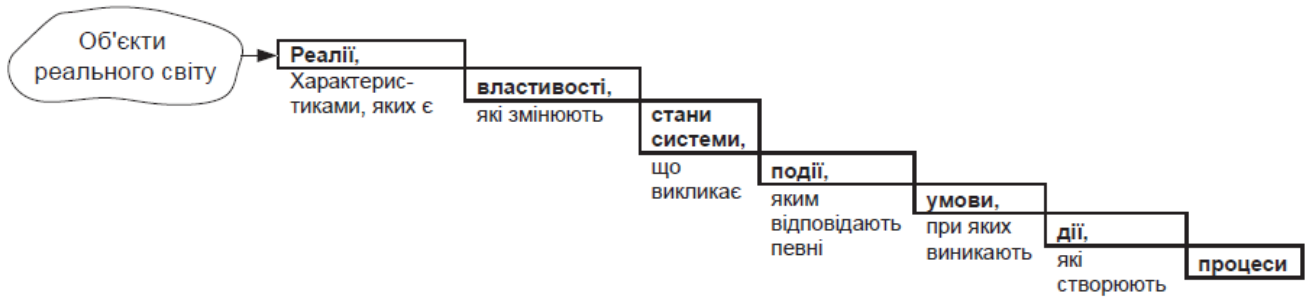 Об'єкти
реального світу
Реалії,
Характерис-
тиками, яких є
властивості,
які змінюють
стани
системи,
що
викликає
події,
яким
відповідають
певні
умови,
при яких
виникають
дії,
які
створюють
процеси